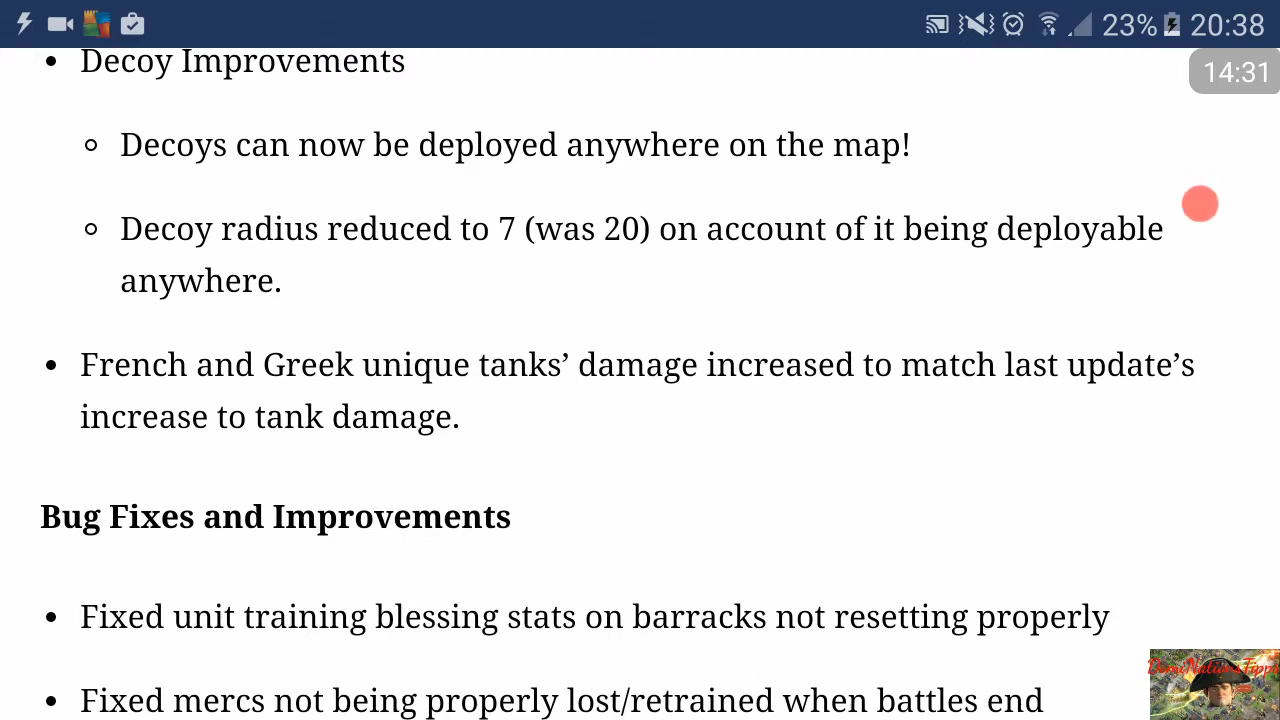 23% 20:38
Decoy Improvements
14:31
Decoys can now be deployed anywhere on the map!
Decoy radius reduced to 7 (was 20) on account of it being deployable
anywhere.
French and Greek unique tanks’ damage increased to match last update’s
increase to tank damage.
Bug Fixes and Improvements
Fixed unit training blessing stats on barracks not resetting properly
DomiNationsTipps
Fixed mercs not being properly lost/retrained when battles end